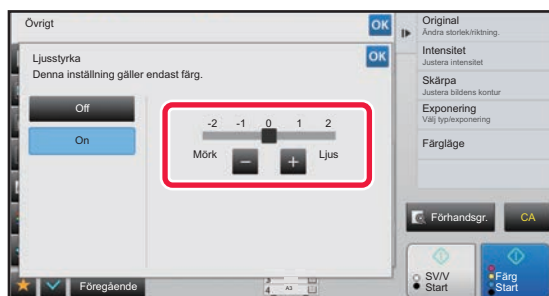 Övrigt
OK
Ljusstyrka
OK
Denna inställning gäller endast färg.
Off
On
-2 -1 0 1 2
Mörk - + Ljus
Föregående
3
4 A3
Original
Ändra storlek/riktning.
Intensitet
Justera intensitet
Skärpa
Justera bildens kontur
Exponering
Välj typ/exponering
Färgläge
Förhandsgr.
CA
SV/V
Start
Färg
Start